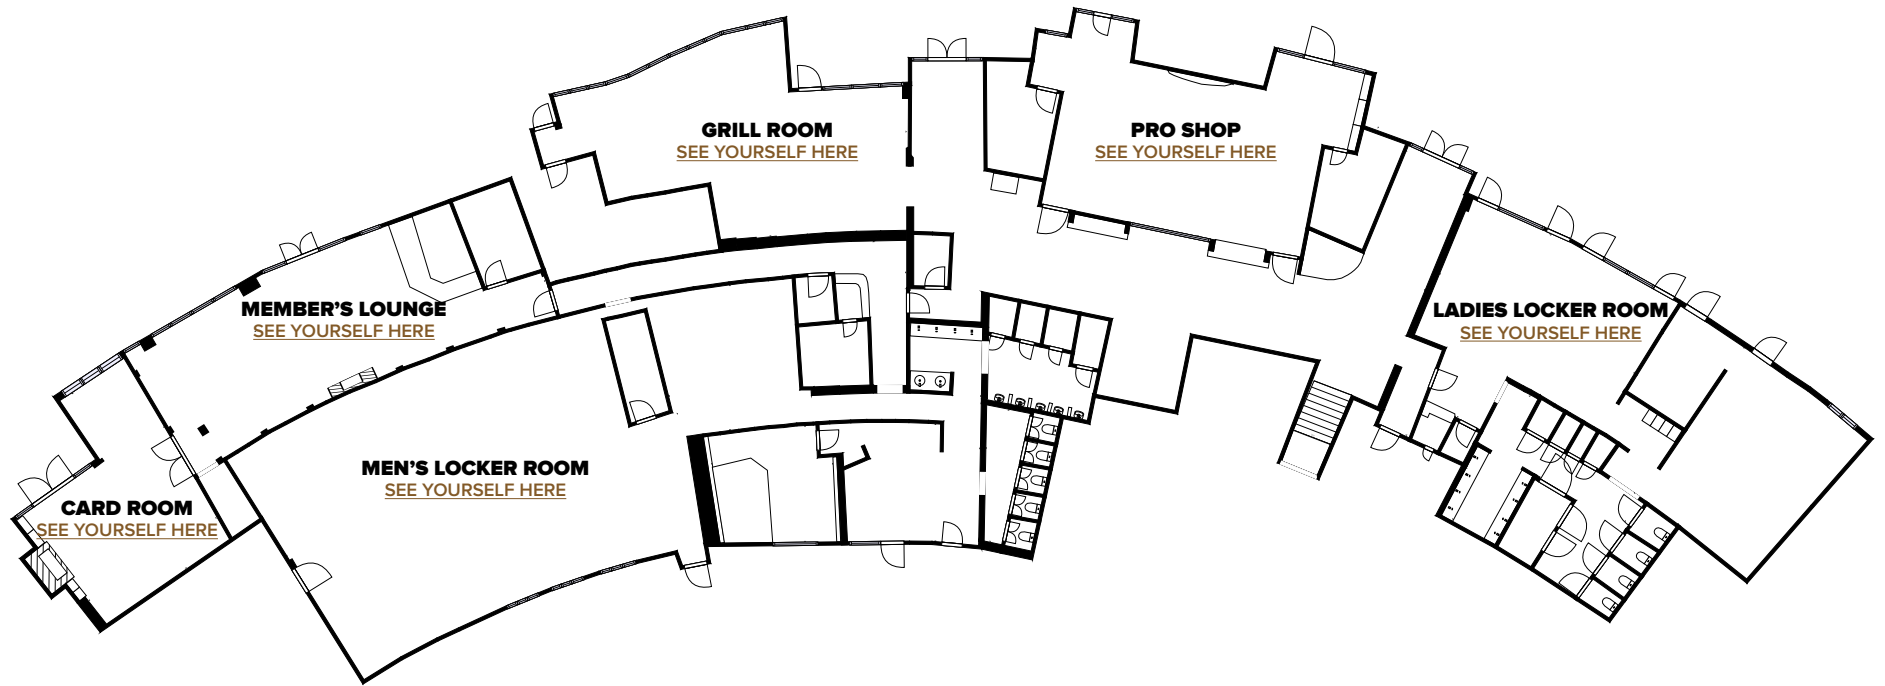 GRILL ROOM
SEE YOURSELF HERE
PRO SHOP
SEE YOURSELF HERE
MEMBER'S LOUNGE
SEE YOURSELF HERE
LADIES LOCKER ROOM
SEE YOURSELF HERE
MEN'S LOCKER ROOM
SEE YOURSELF HERE
CARD ROOM
SEE YOURSELF HERE